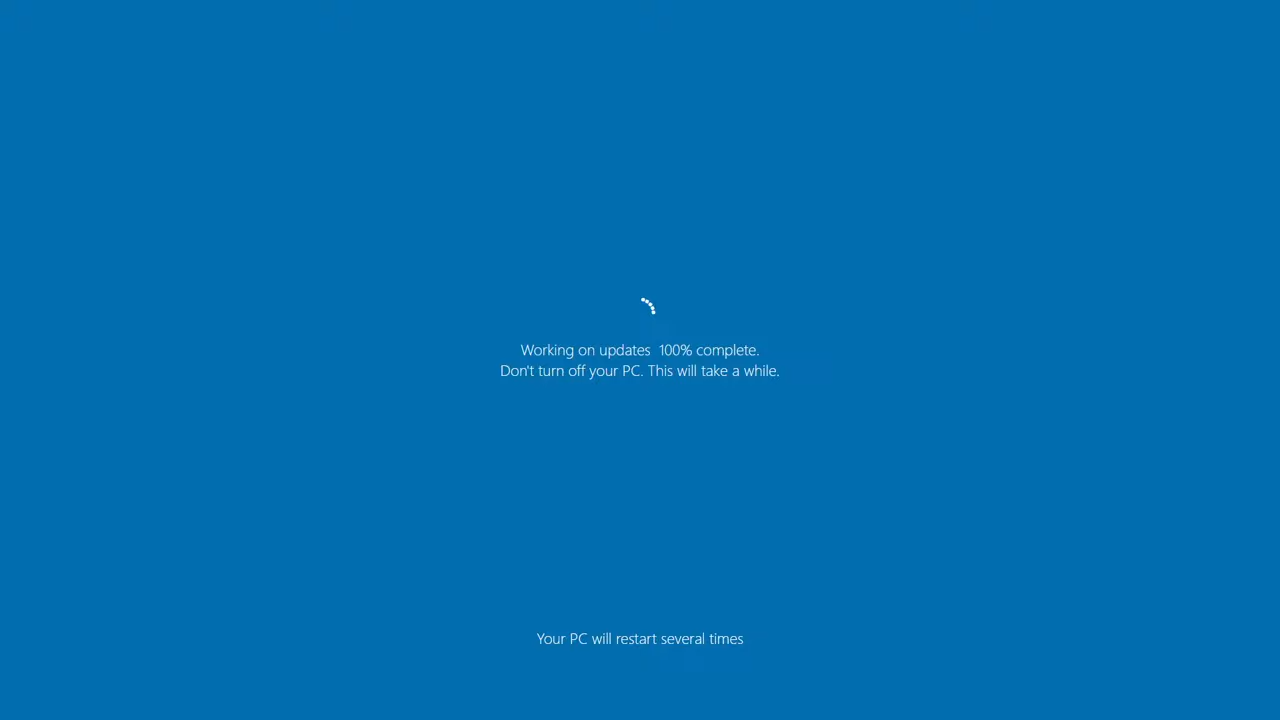 Working on updates  100% complete.
Don't turn off your PC. This will take a while.
Your PC will restart several times